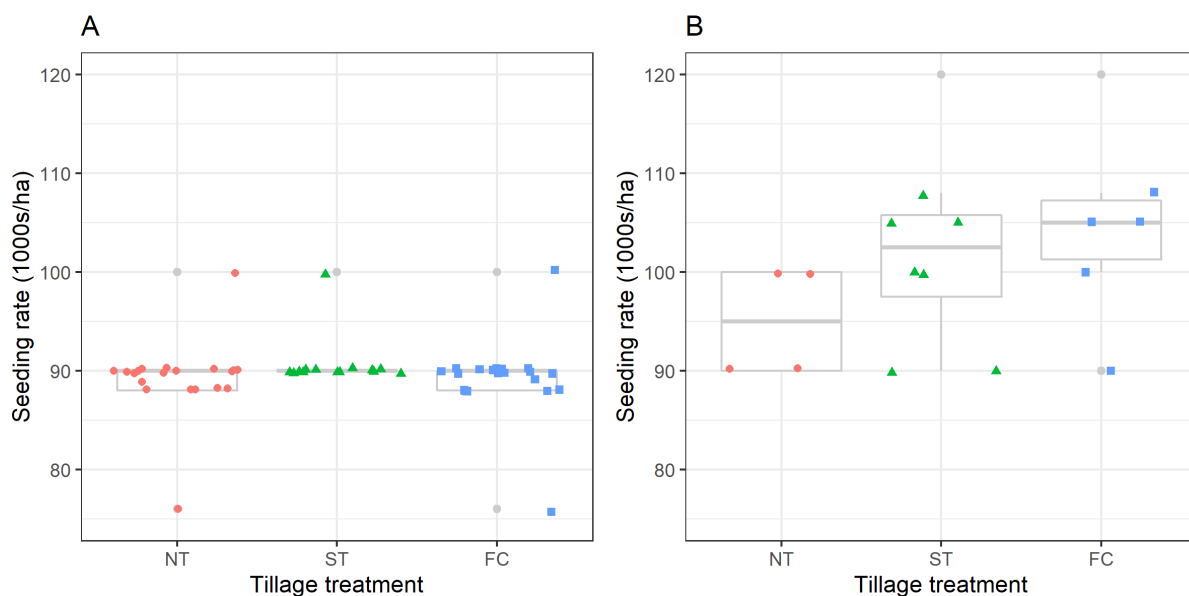 A
B
Seeding rate (1000s/ha)
120
110
100
90
80
NT
ST
FC
Tillage treatment
Seeding rate (1000s/ha)
120
110
100
90
80
NT
ST
FC
Tillage treatment